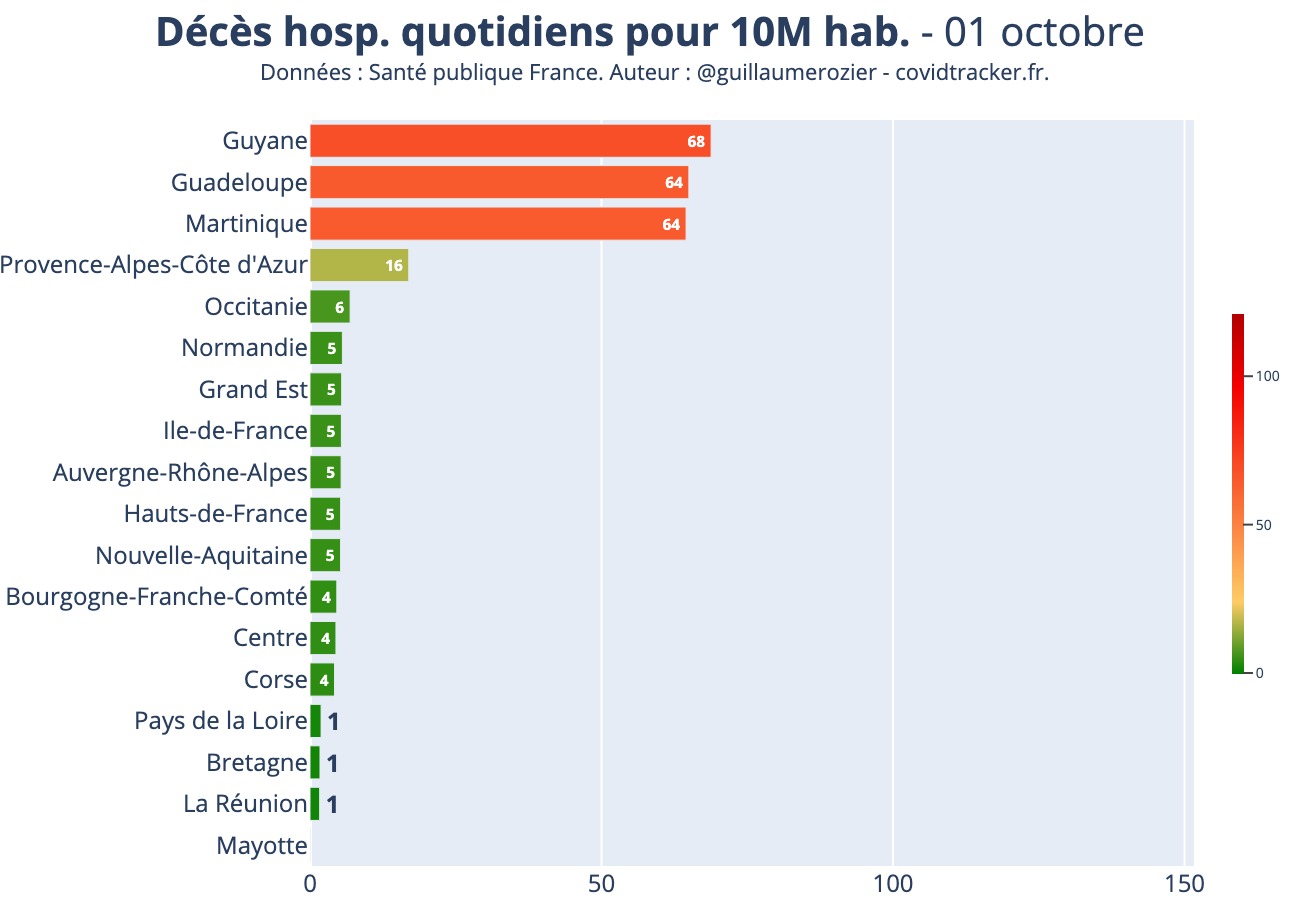 Décès hosp. quotidiens pour 10M hab. - 01 octobre
Données : Santé publique France. Auteur : @guillaumerozier - covidtracker.fr.
Guyane 68
Guadeloupe 64
Martinique 64
Provence-Alpes-Côte d'Azur 16
Occitanie 6
Normandie 5
Grand Est 5
Ile-de-France 5
Auvergne-Rhône-Alpes 5
Hauts-de-France 5
Nouvelle-Aquitaine 5
Bourgogne-Franche-Comté 4
Centre 4
Corse 4
Pays de la Loire 1
Bretagne 1
La Réunion 1
Mayotte
0 50 100 150
100
50
0